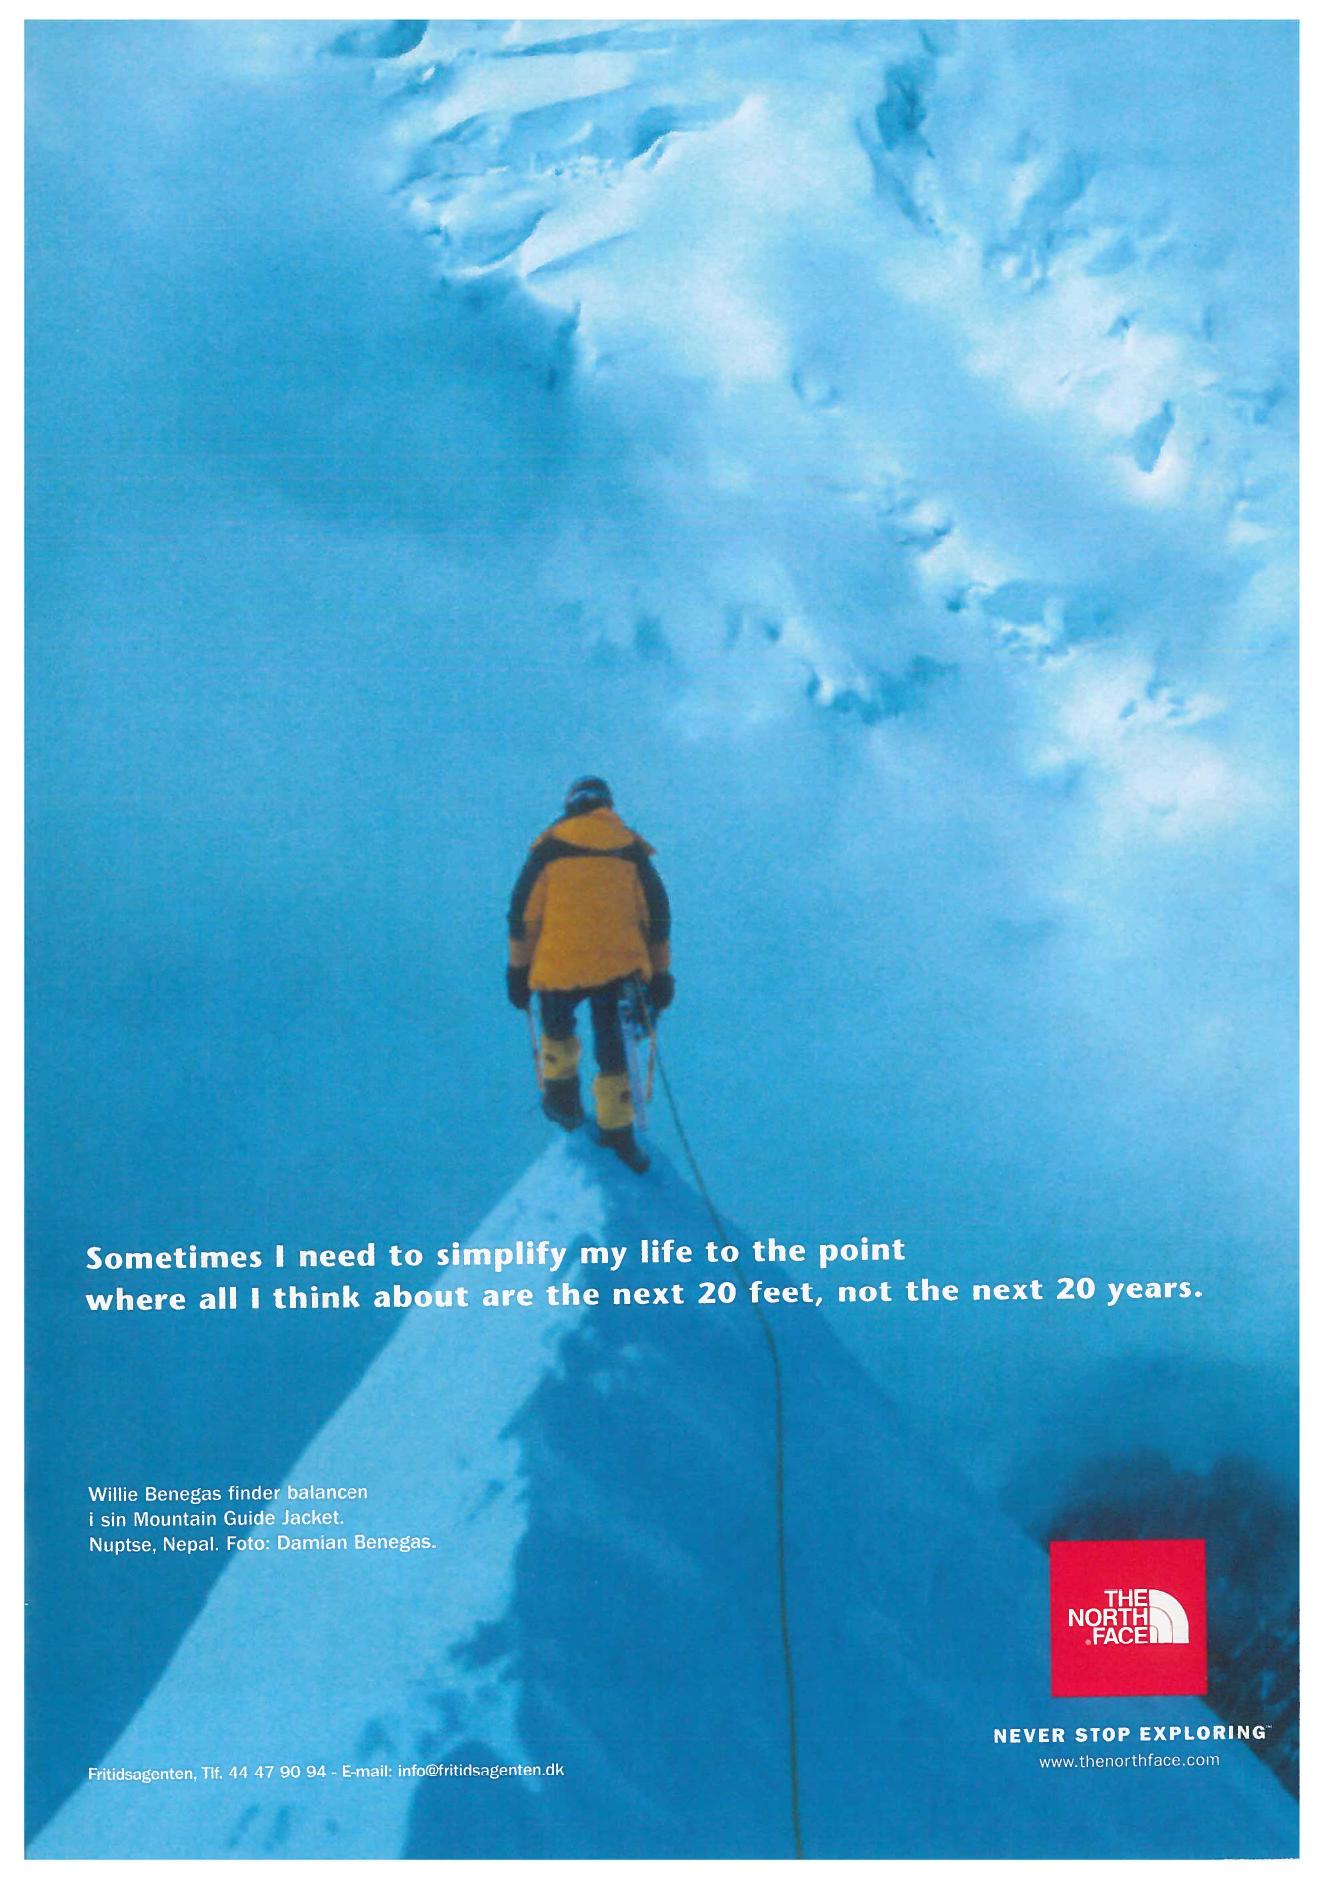 Sometimes I need to simplify my life to the point
where all I think about are the next 20 feet, not the next 20 years.
Willie Benegas finder balancen
i sin Mountain Guide Jacket.
Nuptse, Nepal. Foto: Damian Benegas.
THE
NORTH
FACE
NEVER STOP EXPLORING™
www.thenorthface.com
Fritidsagenten, Tlf. 44 47 90 94 - E-mail: info@fritidsagenten.dk